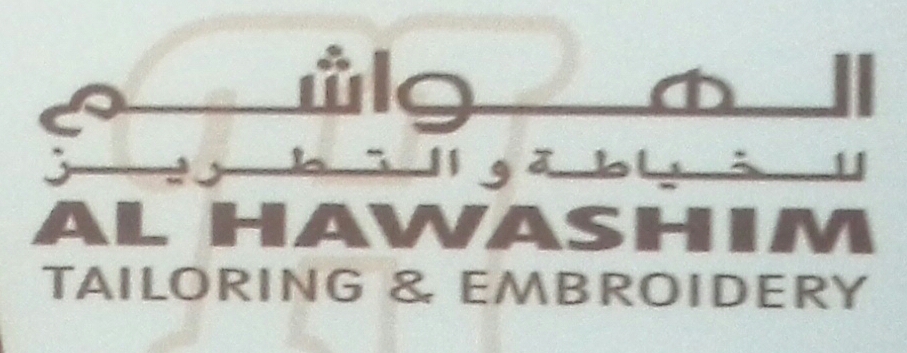 الهواشم
للخياطة و التطريز
AL HAWASHIM
TAILORING & EMBROIDERY